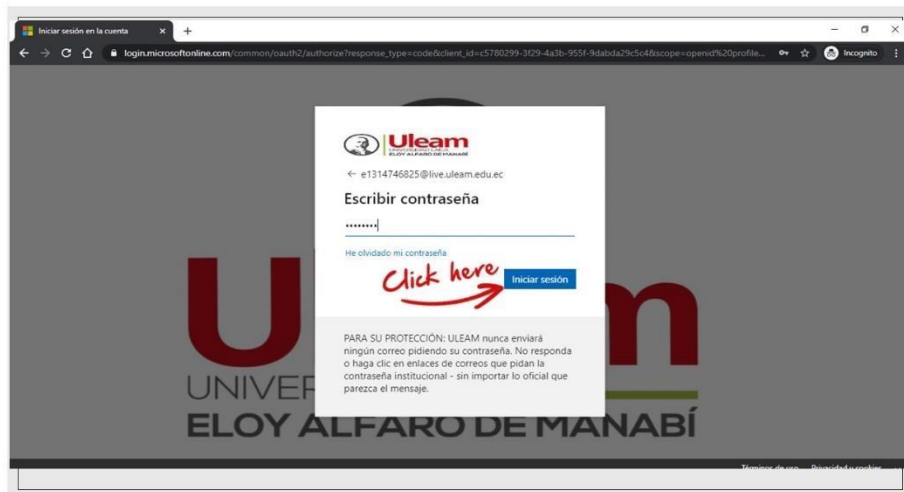 Iniciar sesión en la cuenta
login.microsoftonline.com/common/oauth2/authorize?response_type=code&client_id=c5780299-3f29-4a3b-955f-9dabda29c5c4&scope=openid%20profile...
Incognito
Uleam
UNIVERSIDAD LAICA
ELOY ALFARO DE MANABÍ
← e1314746825@live.uleam.edu.ec
Escribir contraseña
••••••••
He olvidado mi contraseña
Click here
Iniciar sesión
PARA SU PROTECCIÓN: ULEAM nunca enviará
ningún correo pidiendo su contraseña. No responda
o haga clic en enlaces de correos que pidan la
contraseña institucional - sin importar lo oficial que
parezca el mensaje.
U m
UNIVER
ELOY ALFARO DE MANABÍ
Términos de uso Privacidad y cookies